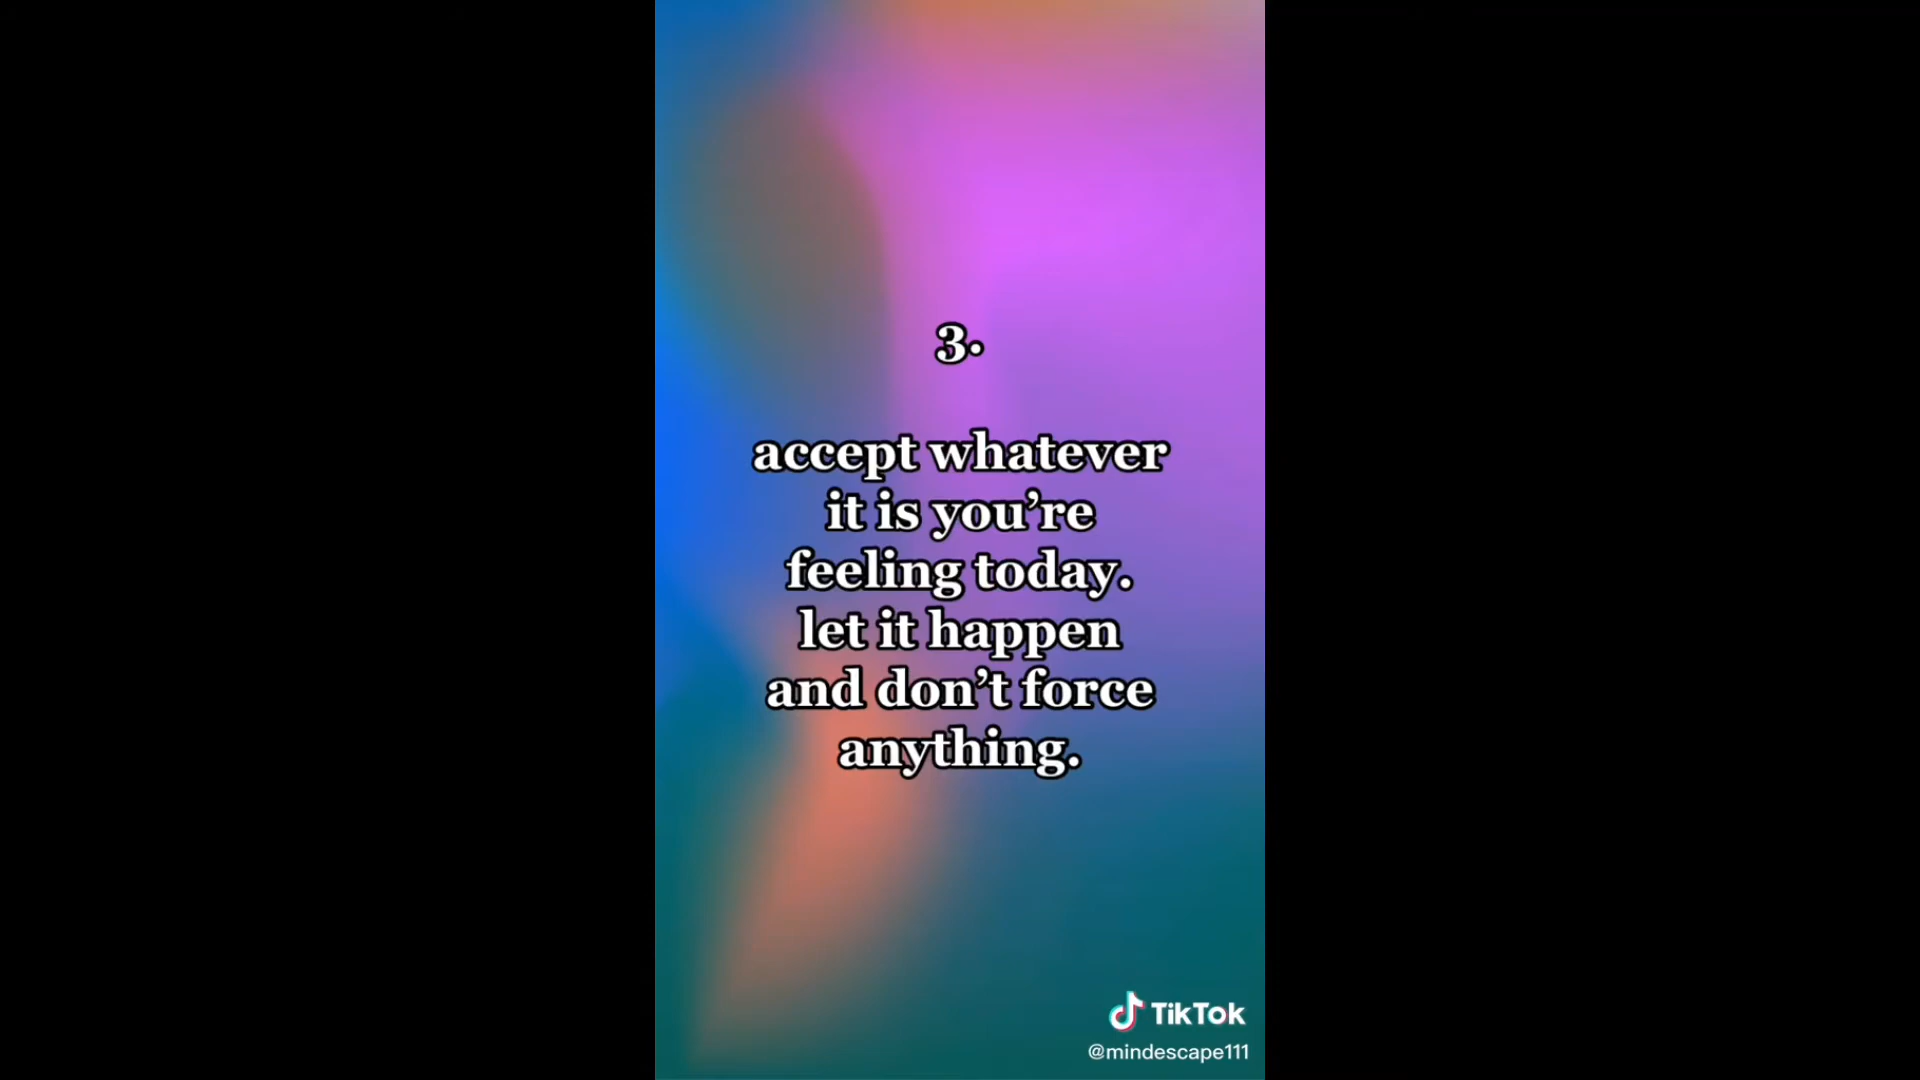 3.
accept whatever
it is you’re
feeling today.
let it happen
and don’t force
anything.
TikTok
@mindescape111